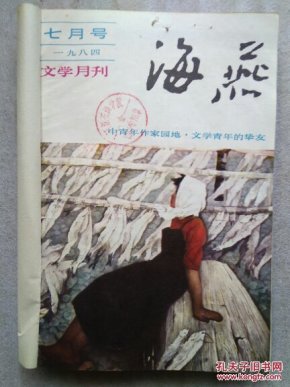 七月号
一九八四
文学月刊
海燕
中青年作家园地·文学青年的挚友
孔夫子旧书网